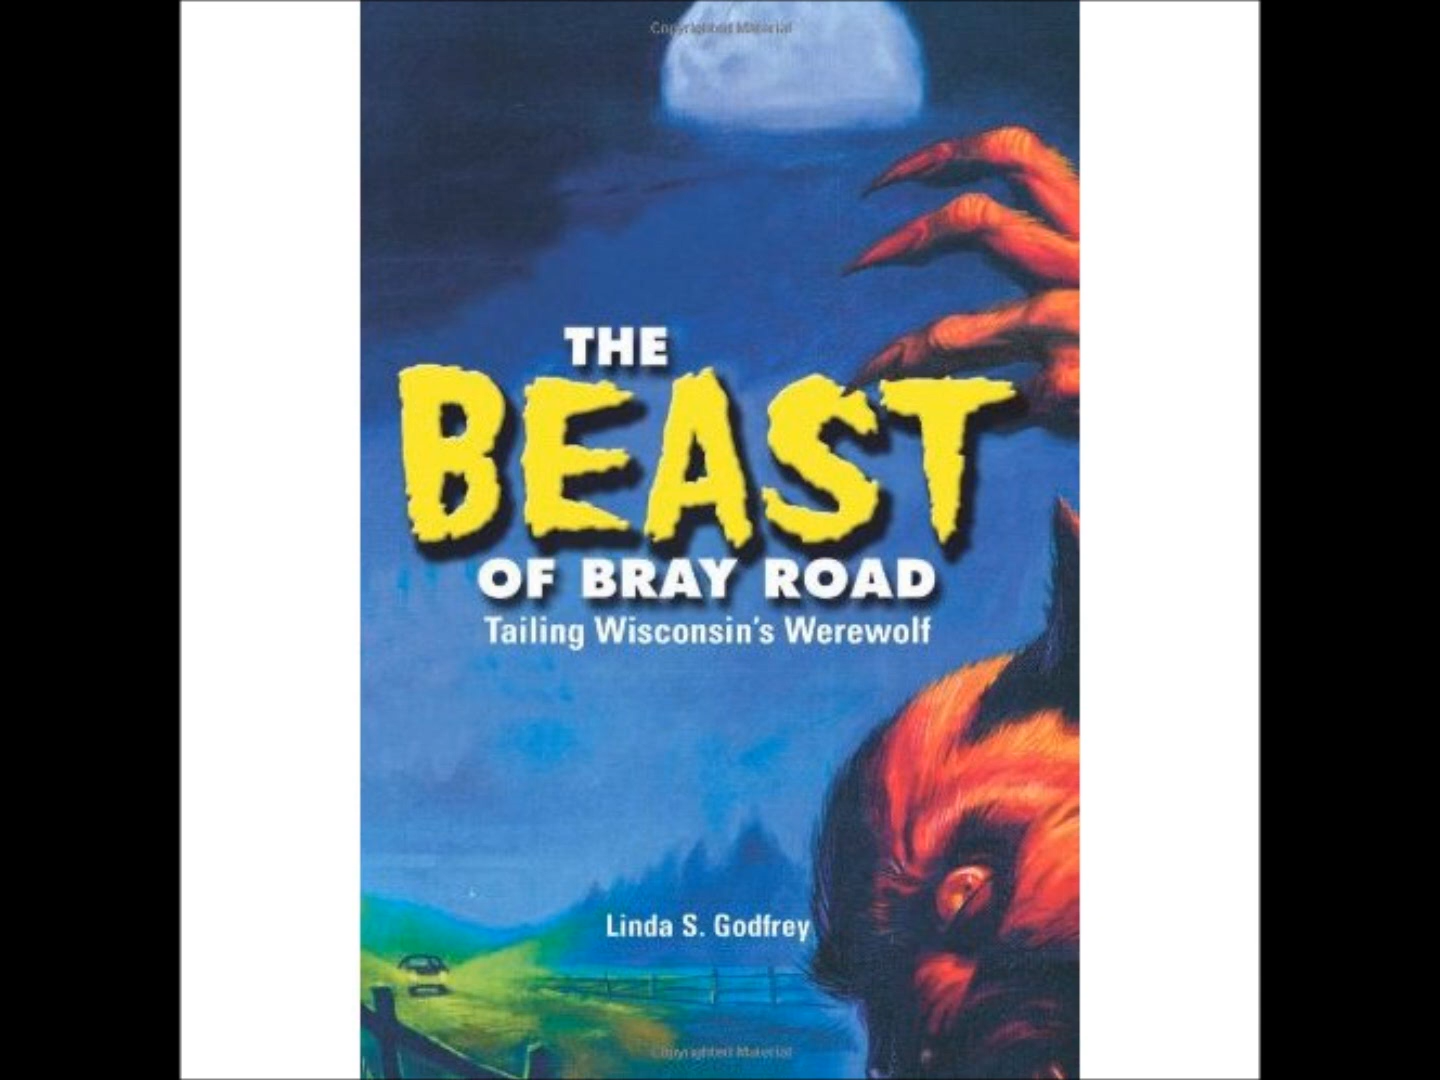 Copyrighted Material
THE
BEAST
OF BRAY ROAD
Tailing Wisconsin's Werewolf
Linda S. Godfrey
Copyrighted Material